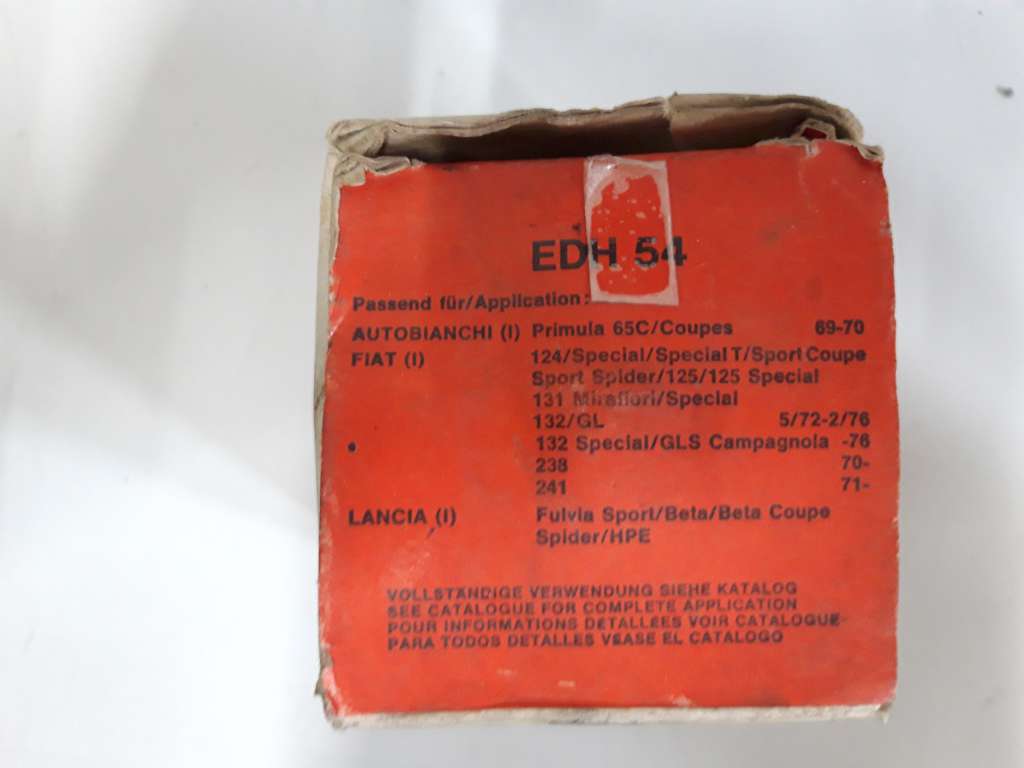 EDH 54
Passend für/Application:
AUTOBIANCHI (I) Primula 65C/Coupes 69-70
FIAT (I) 124/Special/Special T/Sport Coupe
Sport Spider/125/125 Special
131 Mirafiori/Special
132/GL 5/72-2/76
132 Special/GLS Campagnola -76
238 70-
241 71-
LANCIA (I) Fulvia Sport/Beta/Beta Coupe
Spider/HPE
VOLLSTÄNDIGE VERWENDUNG SIEHE KATALOG
SEE CATALOGUE FOR COMPLETE APPLICATION
POUR INFORMATIONS DETAILLEES VOIR CATALOGUE
PARA TODOS DETALLES VEASE EL CATALOGO